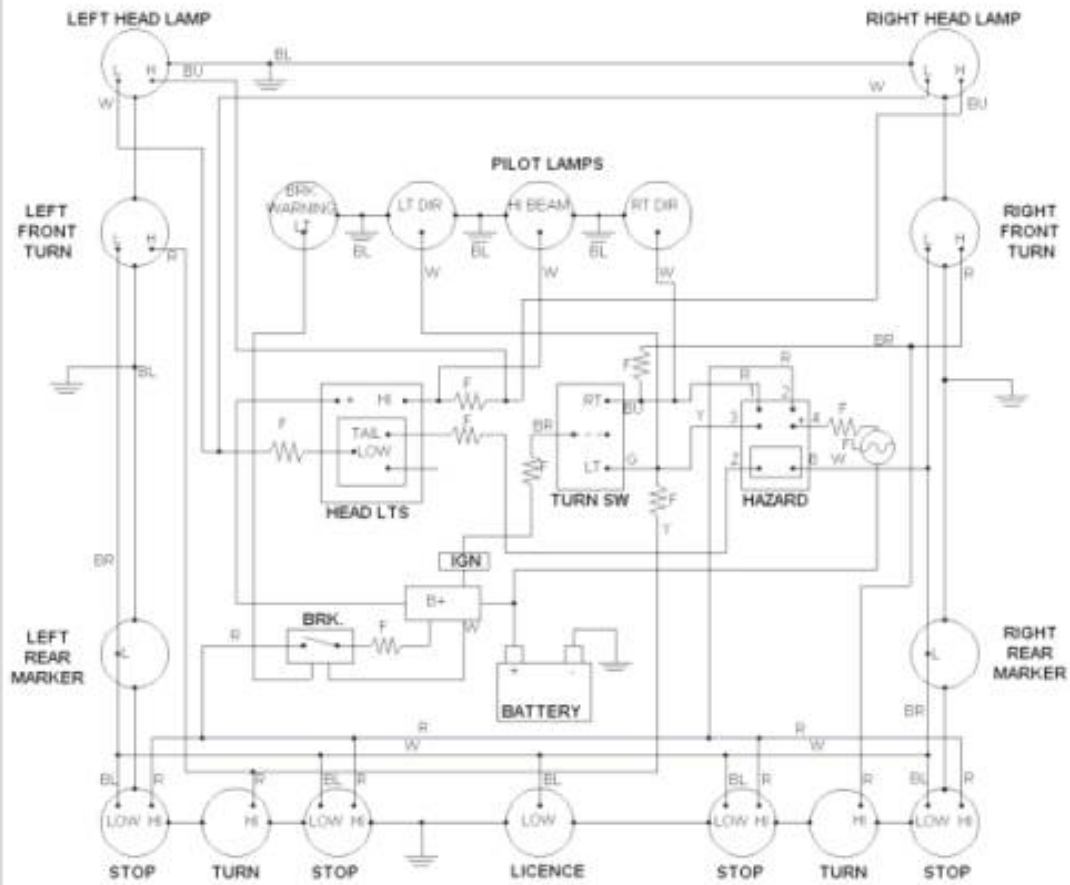 LEFT HEAD LAMP
RIGHT HEAD LAMP
BL
L H
BU
W
W
L H
BU
PILOT LAMPS
BRK
WARNING
LT
LT DIR
HI BEAM
RT DIR
LEFT
FRONT
TURN
RIGHT
FRONT
TURN
L H
R
BL
BL
BL
W
W
W
L H
R
BL
BR
F
R
+ HI
F
F
F
TAIL
LOW
HEAD LTS
BR
F
RT
BU
LT
G
TURN SW
Y
F
Y
R
1
2
3
+ 4
F
FL
8
W
HAZARD
BR
IGN
B+
W
BRK.
F
R
LEFT
REAR
MARKER
L
RIGHT
REAR
MARKER
L
BR
+ -
BATTERY
R
W
R
W
BL R
R
BL R
BL
BL R
R
BL R
LOW HI
HI
LOW HI
LOW
LOW HI
HI
LOW HI
STOP
TURN
STOP
LICENCE
STOP
TURN
STOP